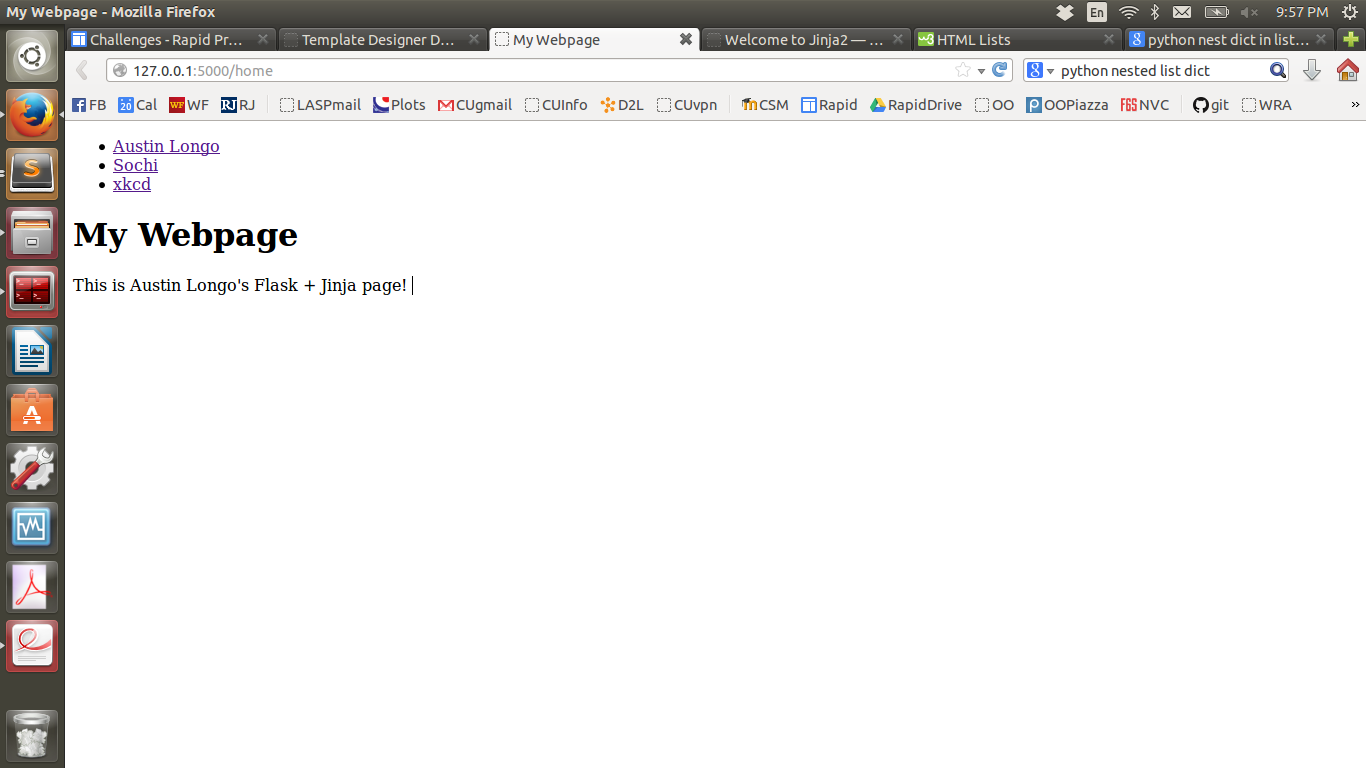 My Webpage - Mozilla Firefox
En
9:57 PM
Challenges - Rapid Pr...
Template Designer D...
My Webpage
Welcome to Jinja2 — ...
HTML Lists
python nest dict in list...
127.0.0.1:5000/home
python nested list dict
FB
20 Cal
WF WF
RJ RJ
LASPmail
Plots
CUgmail
CUInfo
D2L
CUvpn
CSM
Rapid
RapidDrive
OO
OOPiazza
FGS NVC
git
WRA
»
• Austin Longo
• Sochi
• xkcd
My Webpage
This is Austin Longo's Flask + Jinja page!